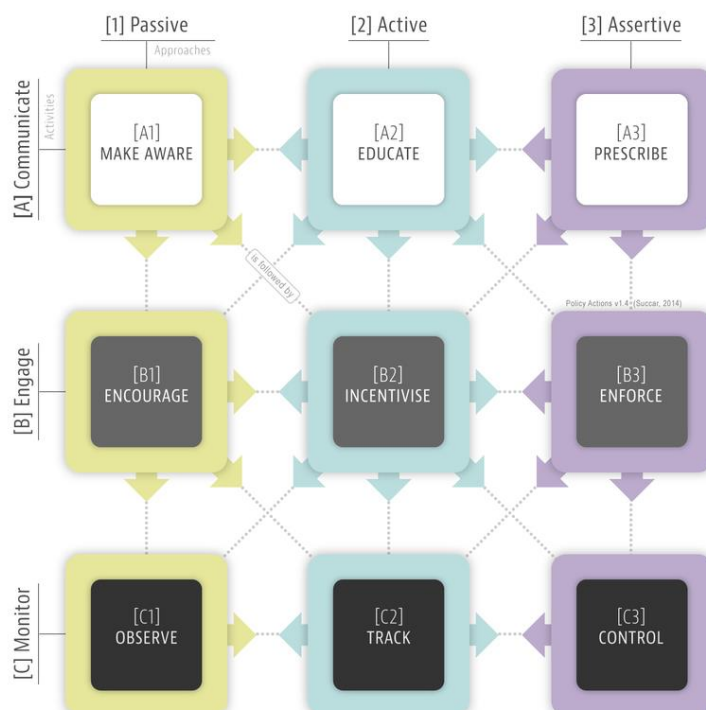 [1] Passive
[2] Active
[3] Assertive
Approaches
[A] Communicate
Activities
[A1]
MAKE AWARE
[A2]
EDUCATE
[A3]
PRESCRIBE
is followed by
Policy Actions v1.4 (Succar, 2014)
[B] Engage
[B1]
ENCOURAGE
[B2]
INCENTIVISE
[B3]
ENFORCE
[C] Monitor
[C1]
OBSERVE
[C2]
TRACK
[C3]
CONTROL